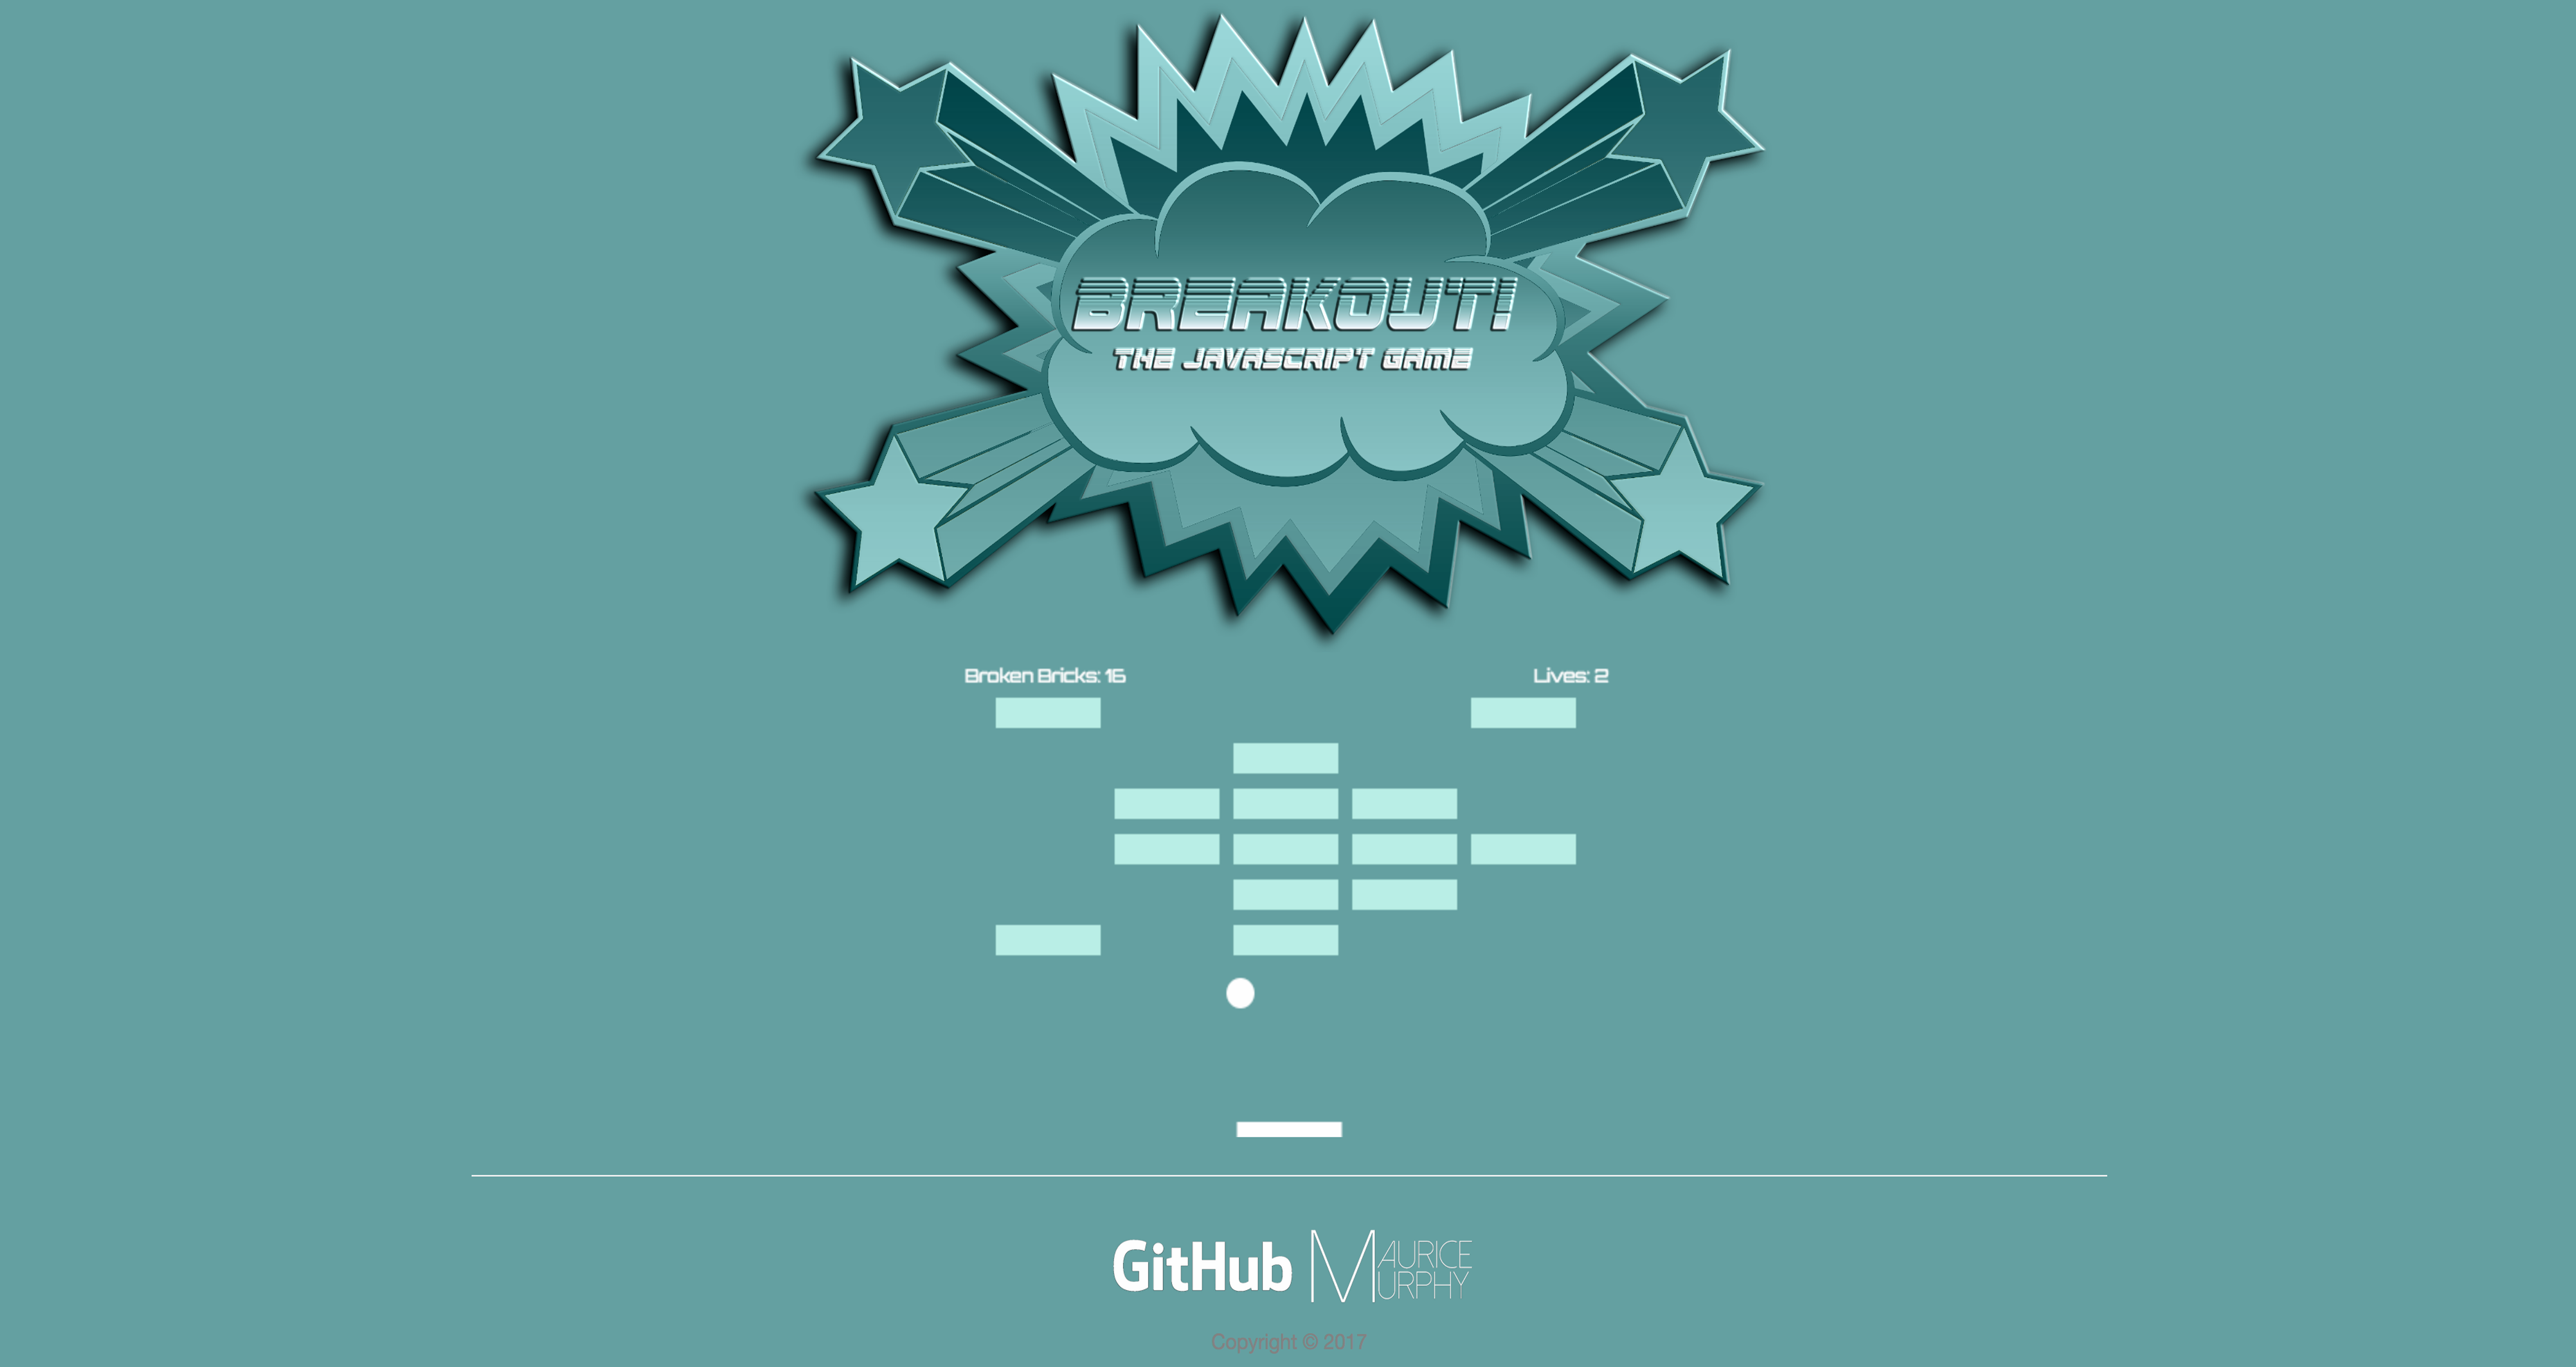 BREAKOUT!
THE JAVASCRIPT GAME
Broken Bricks: 16
Lives: 2
GitHub
MAURICE
MURPHY
Copyright © 2017